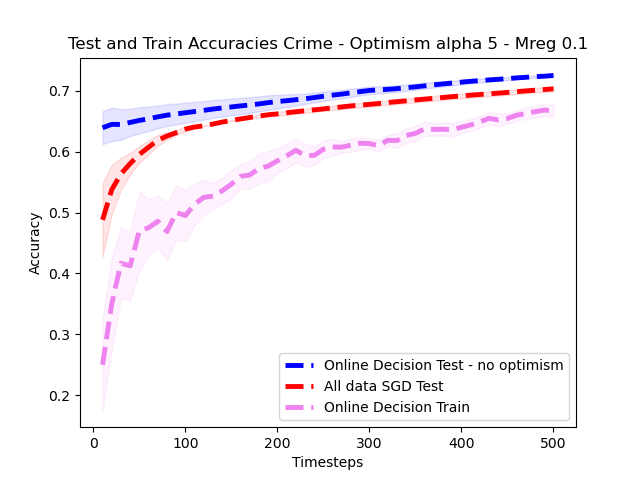 Test and Train Accuracies Crime - Optimism alpha 5 - Mreg 0.1
Accuracy
0.7
0.6
0.5
0.4
0.3
0.2
0 100 200 300 400 500
Timesteps
Online Decision Test - no optimism
All data SGD Test
Online Decision Train